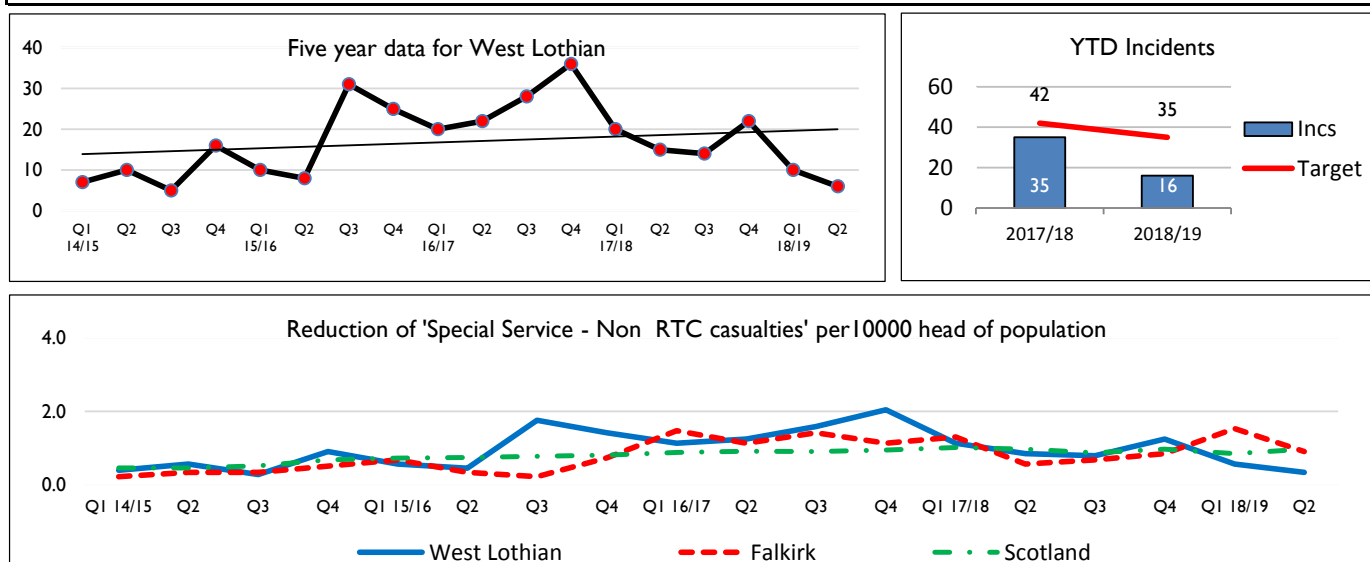 Five year data for West Lothian
40
30
20
10
0
Q1 Q2 Q3 Q4 Q1 Q2 Q3 Q4 Q1 Q2 Q3 Q4 Q1 Q2 Q3 Q4 Q1 Q2
14/15 15/16 16/17 17/18 18/19
YTD Incidents
60
40
20
0
42 35
35 16
2017/18 2018/19
Incs
Target
Reduction of 'Special Service - Non RTC casualties' per10000 head of population
4.0
2.0
0.0
Q1 14/15 Q2 Q3 Q4 Q1 15/16 Q2 Q3 Q4 Q1 16/17 Q2 Q3 Q4 Q1 17/18 Q2 Q3 Q4 Q1 18/19 Q2
West Lothian Falkirk Scotland